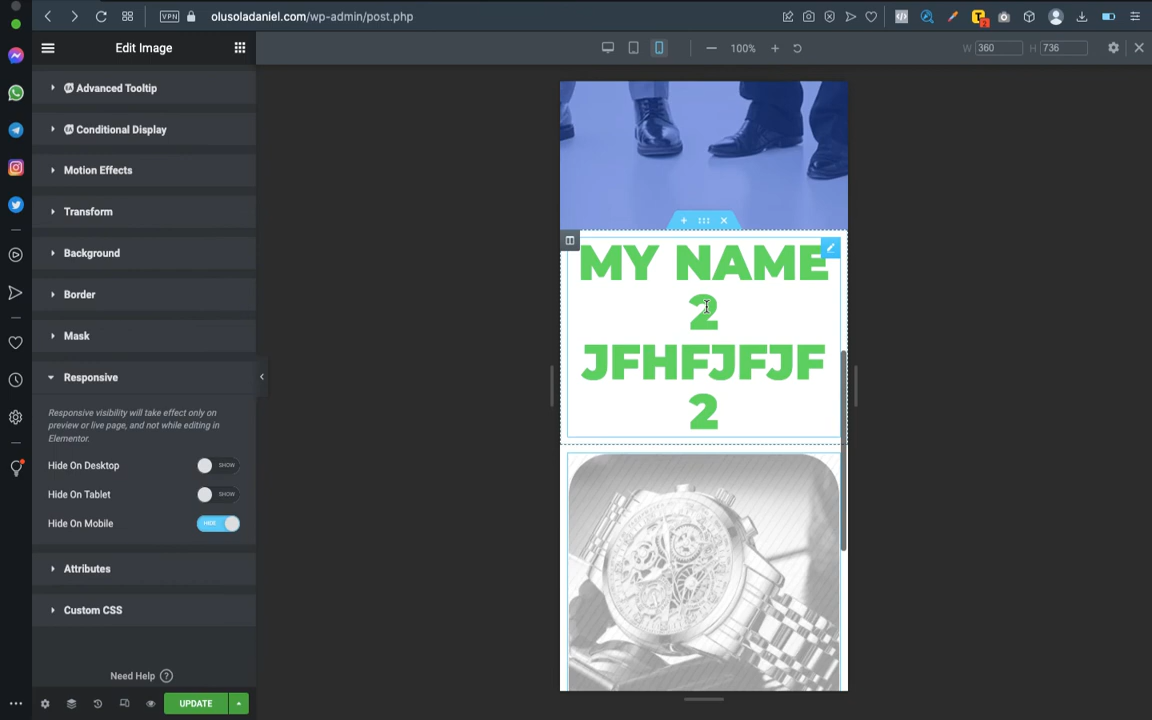 VPN olusoladaniel.com/wp-admin/post.php
2
Edit Image
100%
W 360 H 736
Advanced Tooltip
Conditional Display
Motion Effects
Transform
Background
Border
Mask
Responsive
Responsive visibility will take effect only on
preview or live page, and not while editing in
Elementor.
Hide On Desktop SHOW
Hide On Tablet SHOW
Hide On Mobile HIDE
Attributes
Custom CSS
Need Help ?
UPDATE
MY NAME
2
JFHFJFJF
2